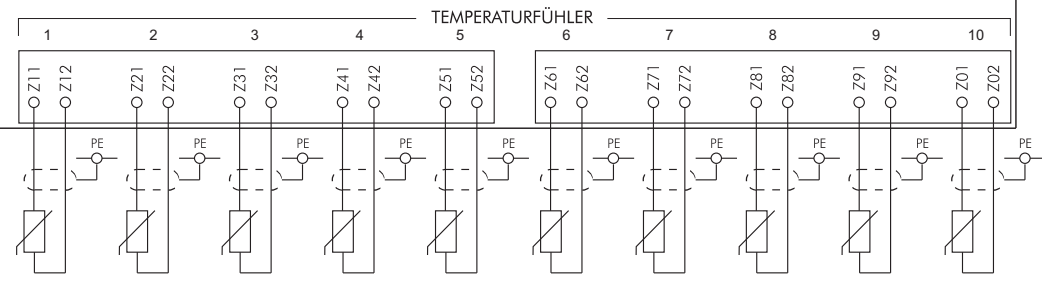 TEMPERATURFÜHLER
1 2 3 4 5 6 7 8 9 10
Z11 Z12 Z21 Z22 Z31 Z32 Z41 Z42 Z51 Z52 Z61 Z62 Z71 Z72 Z81 Z82 Z91 Z92 Z01 Z02
PE PE PE PE PE PE PE PE PE PE